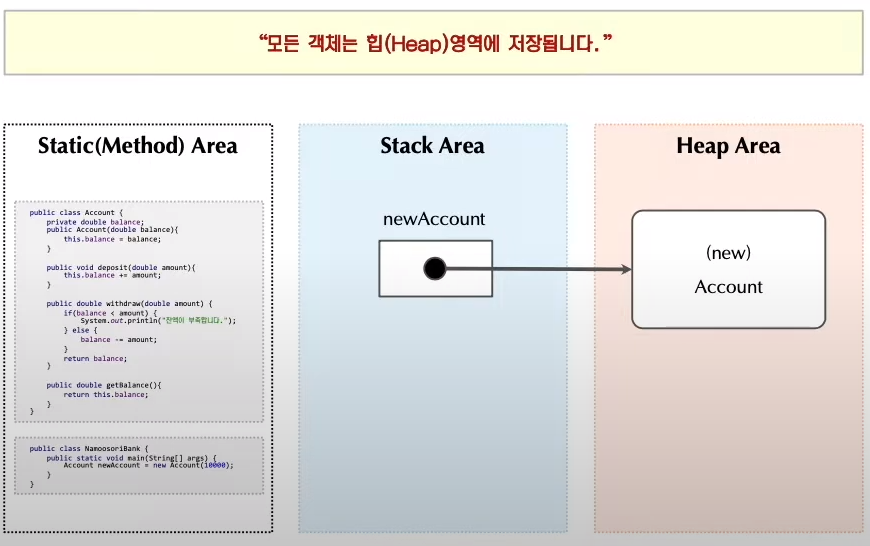 “모든 객체는 힙(Heap)영역에 저장됩니다.”
Static(Method) Area
public class Account {
private double balance;
public Account(double balance){
this.balance = balance;
}
public void deposit(double amount){
this.balance += amount;
}
public double withdraw(double amount) {
if(balance < amount) {
System.out.println("잔액이 부족합니다.");
} else {
balance -= amount;
}
return balance;
}
public double getBalance(){
return this.balance;
}
}
public class NamoosoriBank {
public static void main(String[] args) {
Account newAccount = new Account(10000);
}
}
Stack Area
newAccount
Heap Area
(new)
Account